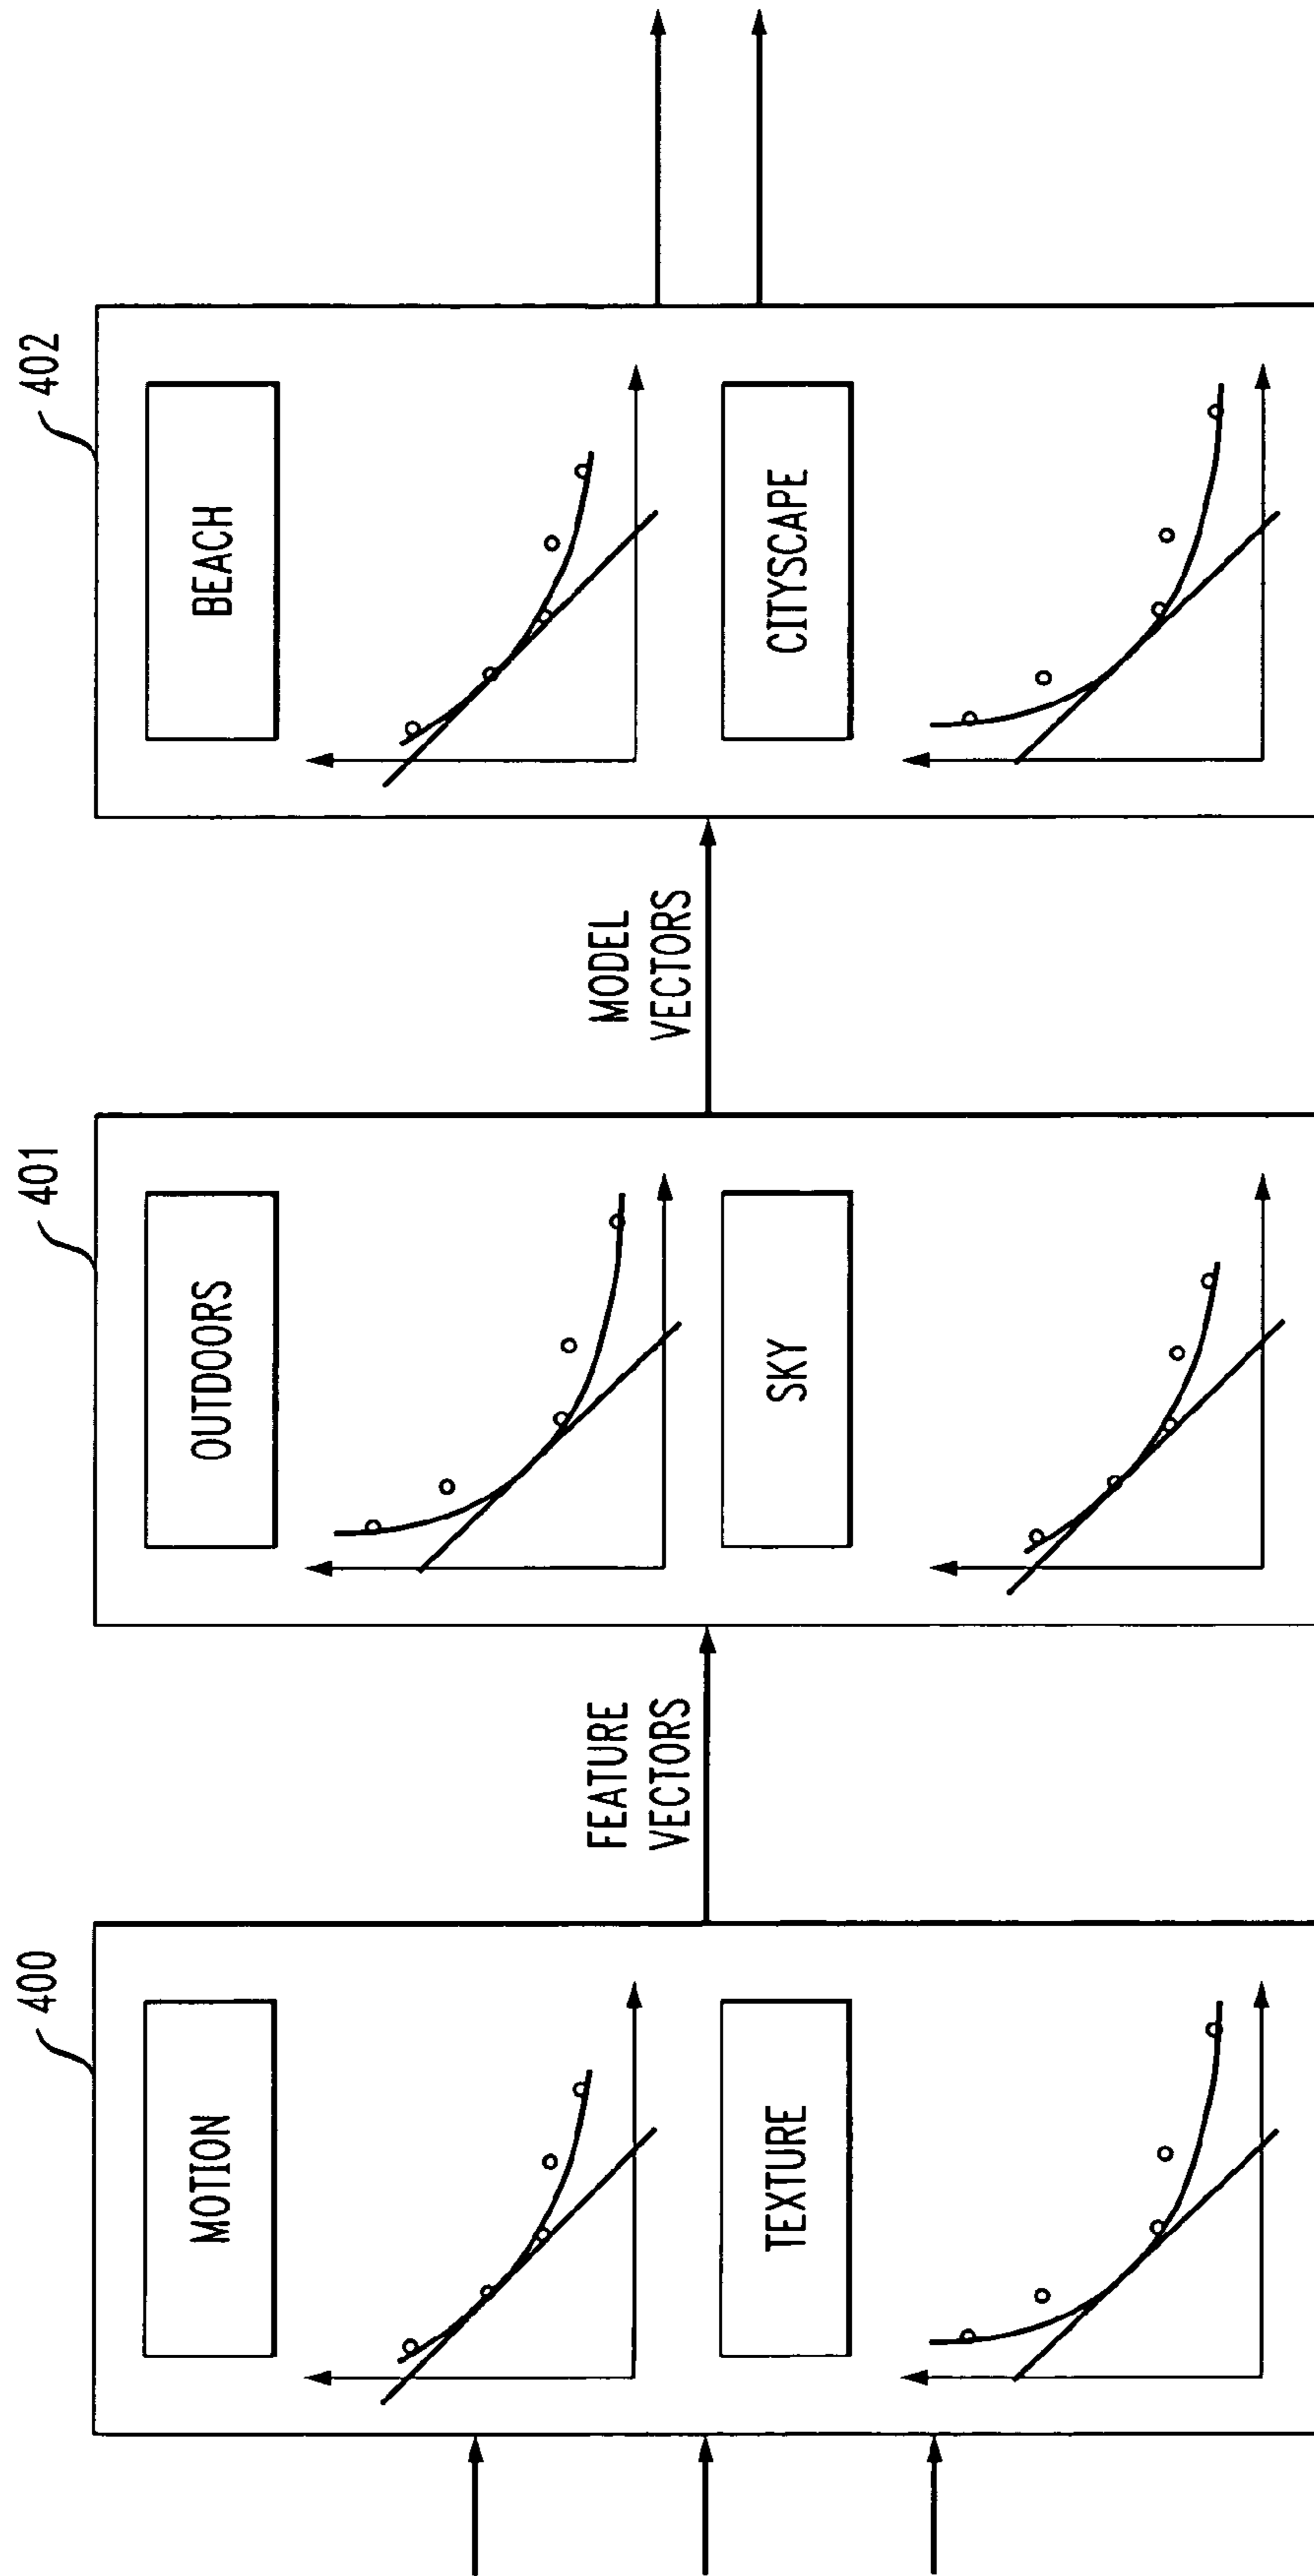 400
MOTION
TEXTURE
FEATURE
VECTORS
401
OUTDOORS
SKY
MODEL
VECTORS
402
BEACH
CITYSCAPE